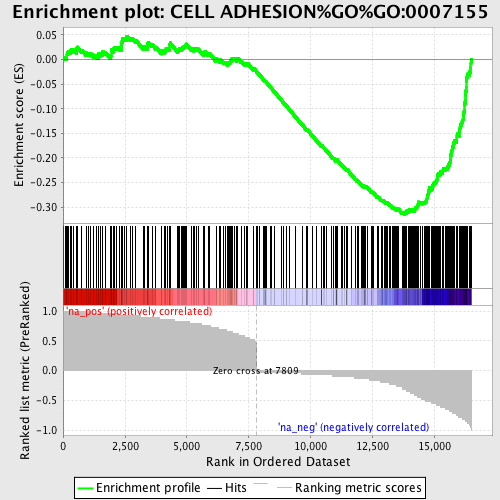 Enrichment plot: CELL ADHESION%GO%GO:0007155
Enrichment score (ES)
0.05
0.00
-0.05
-0.10
-0.15
-0.20
-0.25
-0.30
Ranked list metric (PreRanked)
1.0
0.5
0.0
-0.5
-1.0
'na_pos' (positively correlated)
Zero cross at 7809
'na_neg' (negatively correlated)
0
2,500
5,000
7,500
10,000
12,500
15,000
Rank in Ordered Dataset
Enrichment profile
Hits
Ranking metric scores